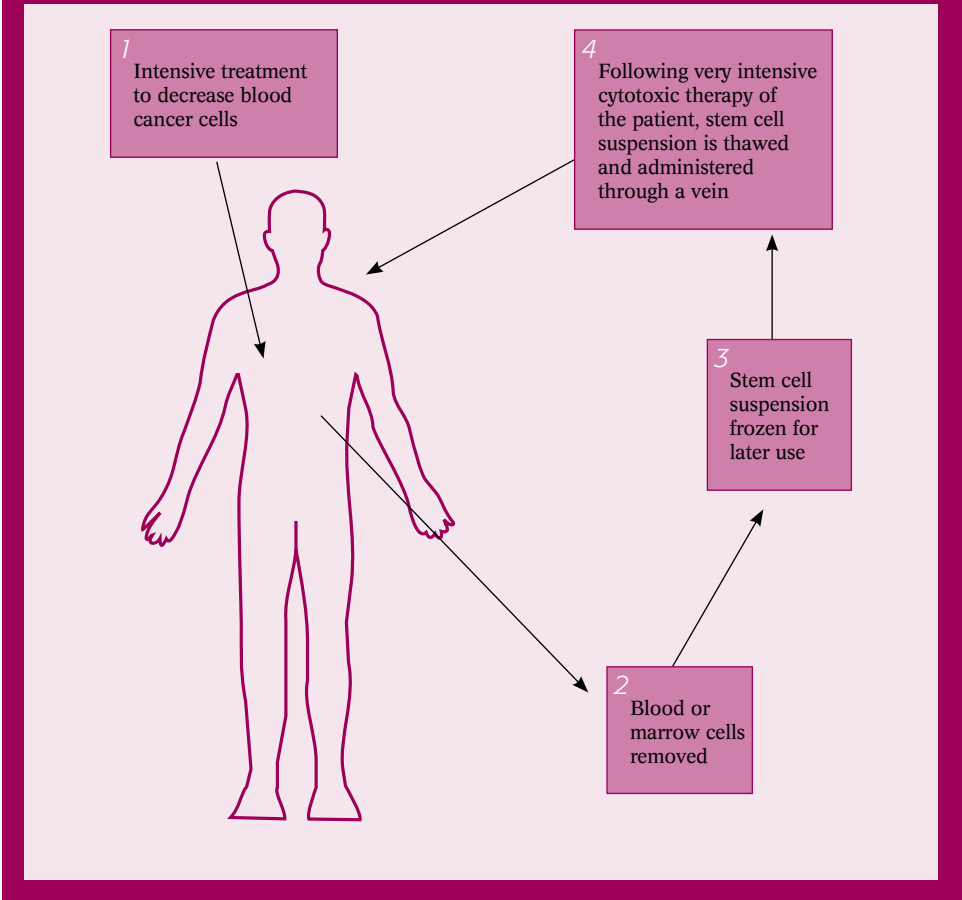 1
Intensive treatment
to decrease blood
cancer cells
2
Blood or
marrow cells
removed
3
Stem cell
suspension
frozen for
later use
4
Following very intensive
cytotoxic therapy of
the patient, stem cell
suspension is thawed
and administered
through a vein